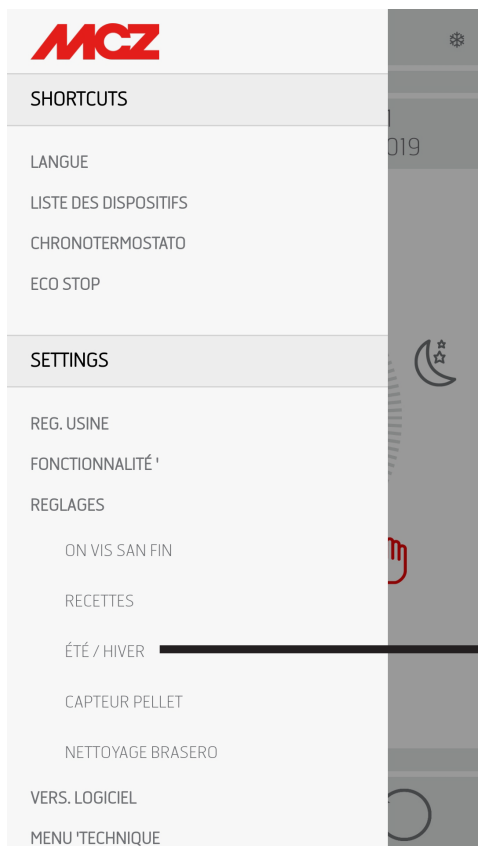 MCZ
SHORTCUTS
LANGUE
LISTE DES DISPOSITIFS
CHRONOTERMOSTATO
ECO STOP
SETTINGS
REG. USINE
FONCTIONNALITÉ '
REGLAGES
ON VIS SAN FIN
RECETTES
ÉTÉ / HIVER
CAPTEUR PELLET
NETTOYAGE BRASERO
VERS. LOGICIEL
MENU 'TECHNIQUE
019